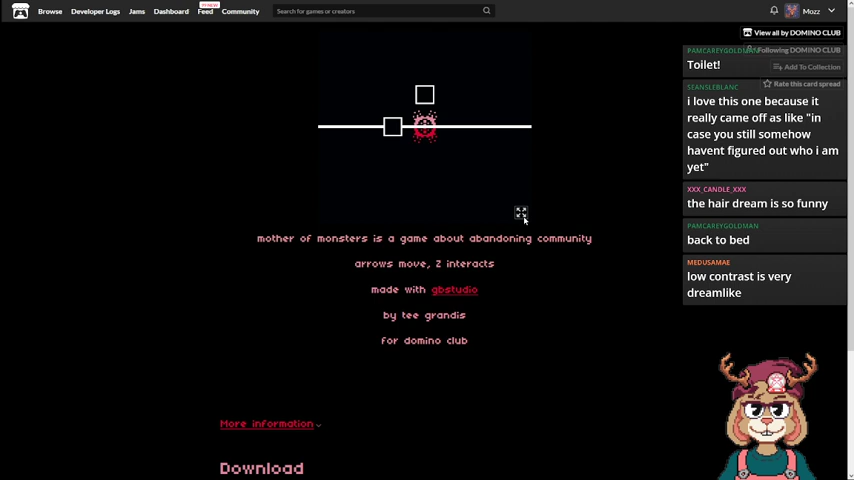 Browse Developer Logs Jams Dashboard Feed Community Search for games or creators Mozz
View all by DOMINO CLUB
PAMCAREYGOLDMAN Following DOMINO CLUB
Toilet!
Add To Collection
Rate this card spread
SEANSLEBLANC
i love this one because it
really came off as like "in
case you still somehow
havent figured out who i am
yet"
XXX_CANDLE_XXX
the hair dream is so funny
PAMCAREYGOLDMAN
back to bed
MEDUSAMAE
low contrast is very
dreamlike
mother of monsters is a game about abandoning community
arrows move, Z interacts
made with gbstudio
by tee grandis
for domino club
More information
Download